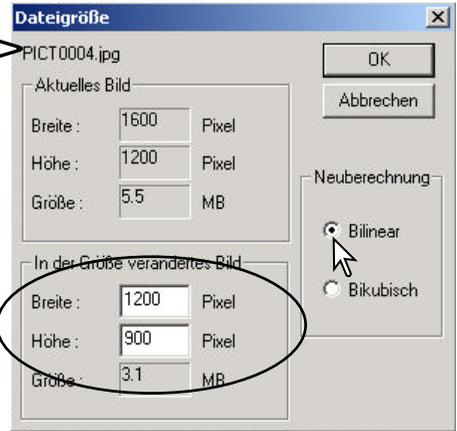 Dateigröße
PICT0004.jpg
OK
Abbrechen
Aktuelles Bild
Breite : 1600 Pixel
Höhe : 1200 Pixel
Größe : 5.5 MB
Neuberechnung
Bilinear
Bikubisch
In der Größe verändertes Bild
Breite : 1200 Pixel
Höhe : 900 Pixel
Größe : 3.1 MB